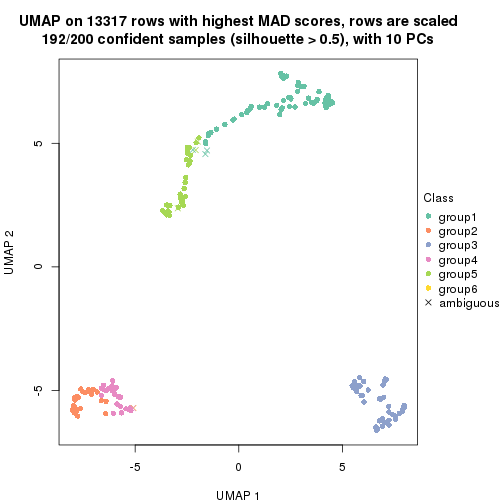 UMAP on 13317 rows with highest MAD scores, rows are scaled
192/200 confident samples (silhouette > 0.5), with 10 PCs
UMAP 2
5
0
-5
-5
0
5
UMAP 1
Class
group1
group2
group3
group4
group5
group6
ambiguous